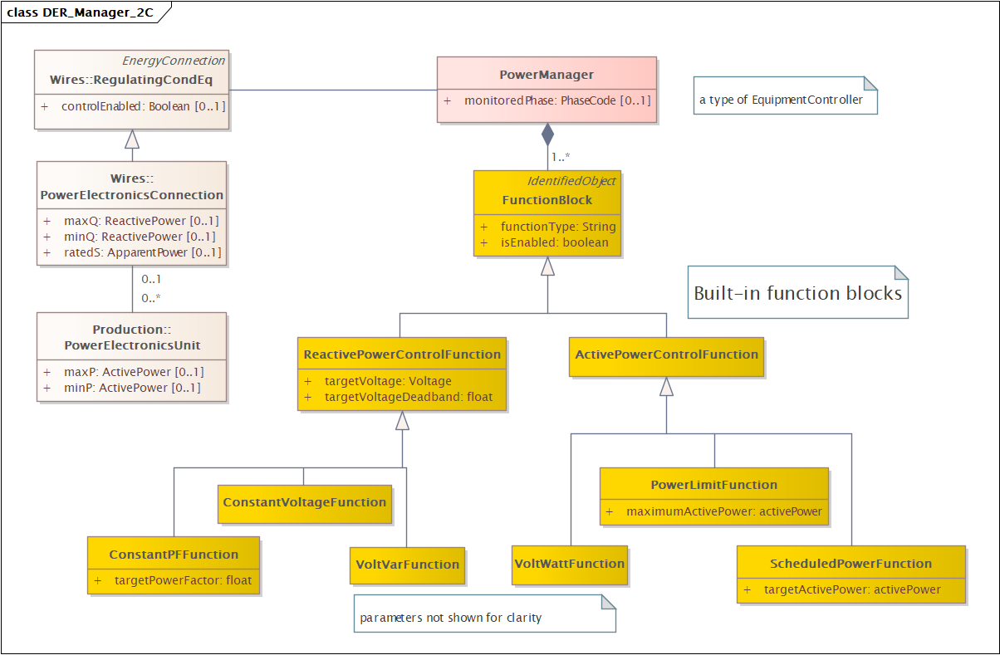 class DER_Manager_2C
EnergyConnection
Wires::RegulatingCondEq
+ controlEnabled: Boolean [0..1]
PowerManager
+ monitoredPhase: PhaseCode [0..1]
a type of EquipmentController
1..*
Wires::
PowerElectronicsConnection
+ maxQ: ReactivePower [0..1]
+ minQ: ReactivePower [0..1]
+ ratedS: ApparentPower [0..1]
IdentifiedObject
FunctionBlock
+ functionType: String
+ isEnabled: boolean
0..1
0..*
Built-in function blocks
Production::
PowerElectronicsUnit
+ maxP: ActivePower [0..1]
+ minP: ActivePower [0..1]
ReactivePowerControlFunction
+ targetVoltage: Voltage
+ targetVoltageDeadband: float
ActivePowerControlFunction
ConstantVoltageFunction
PowerLimitFunction
+ maximumActivePower: activePower
ConstantPFFunction
+ targetPowerFactor: float
VoltVarFunction
VoltWattFunction
ScheduledPowerFunction
+ targetActivePower: activePower
parameters not shown for clarity